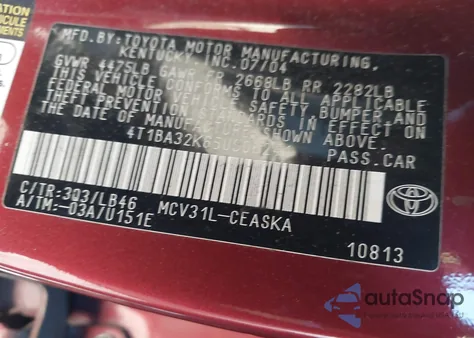 MFD. BY: TOYOTA MOTOR MANUFACTURING,
KENTUCKY, INC. 07/04
GVWR 4475LB GAWR FR 2668LB RR 2282LB
THIS VEHICLE CONFORMS TO ALL APPLICABLE
FEDERAL MOTOR VEHICLE SAFETY, BUMPER, AND
THEFT PREVENTION STANDARDS IN EFFECT ON
THE DATE OF MANUFACTURE SHOWN ABOVE.
PASS.CAR
C/TR:3Q3/LB46 MCV31L-CEASKA
A/TM:-03A/U151E
TOYOTA
10813
autoSnap